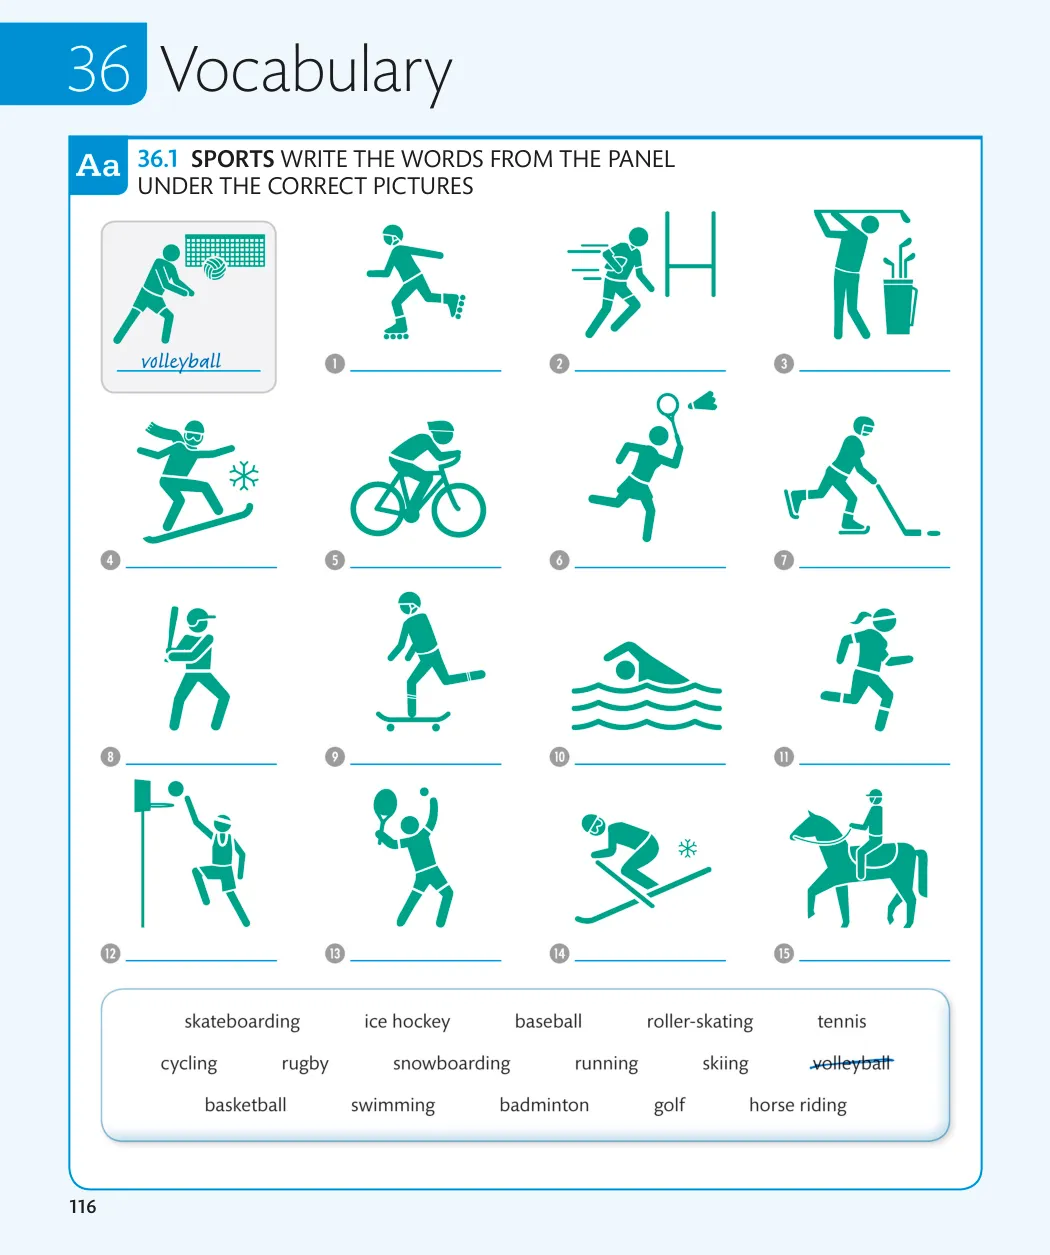 36 Vocabulary
Aa
36.1 SPORTS WRITE THE WORDS FROM THE PANEL
UNDER THE CORRECT PICTURES
volleyball
1
2
3
4
5
6
7
8
9
10
11
12
13
14
15
skateboarding ice hockey baseball roller-skating tennis
cycling rugby snowboarding running skiing volleyball
basketball swimming badminton golf horse riding
116